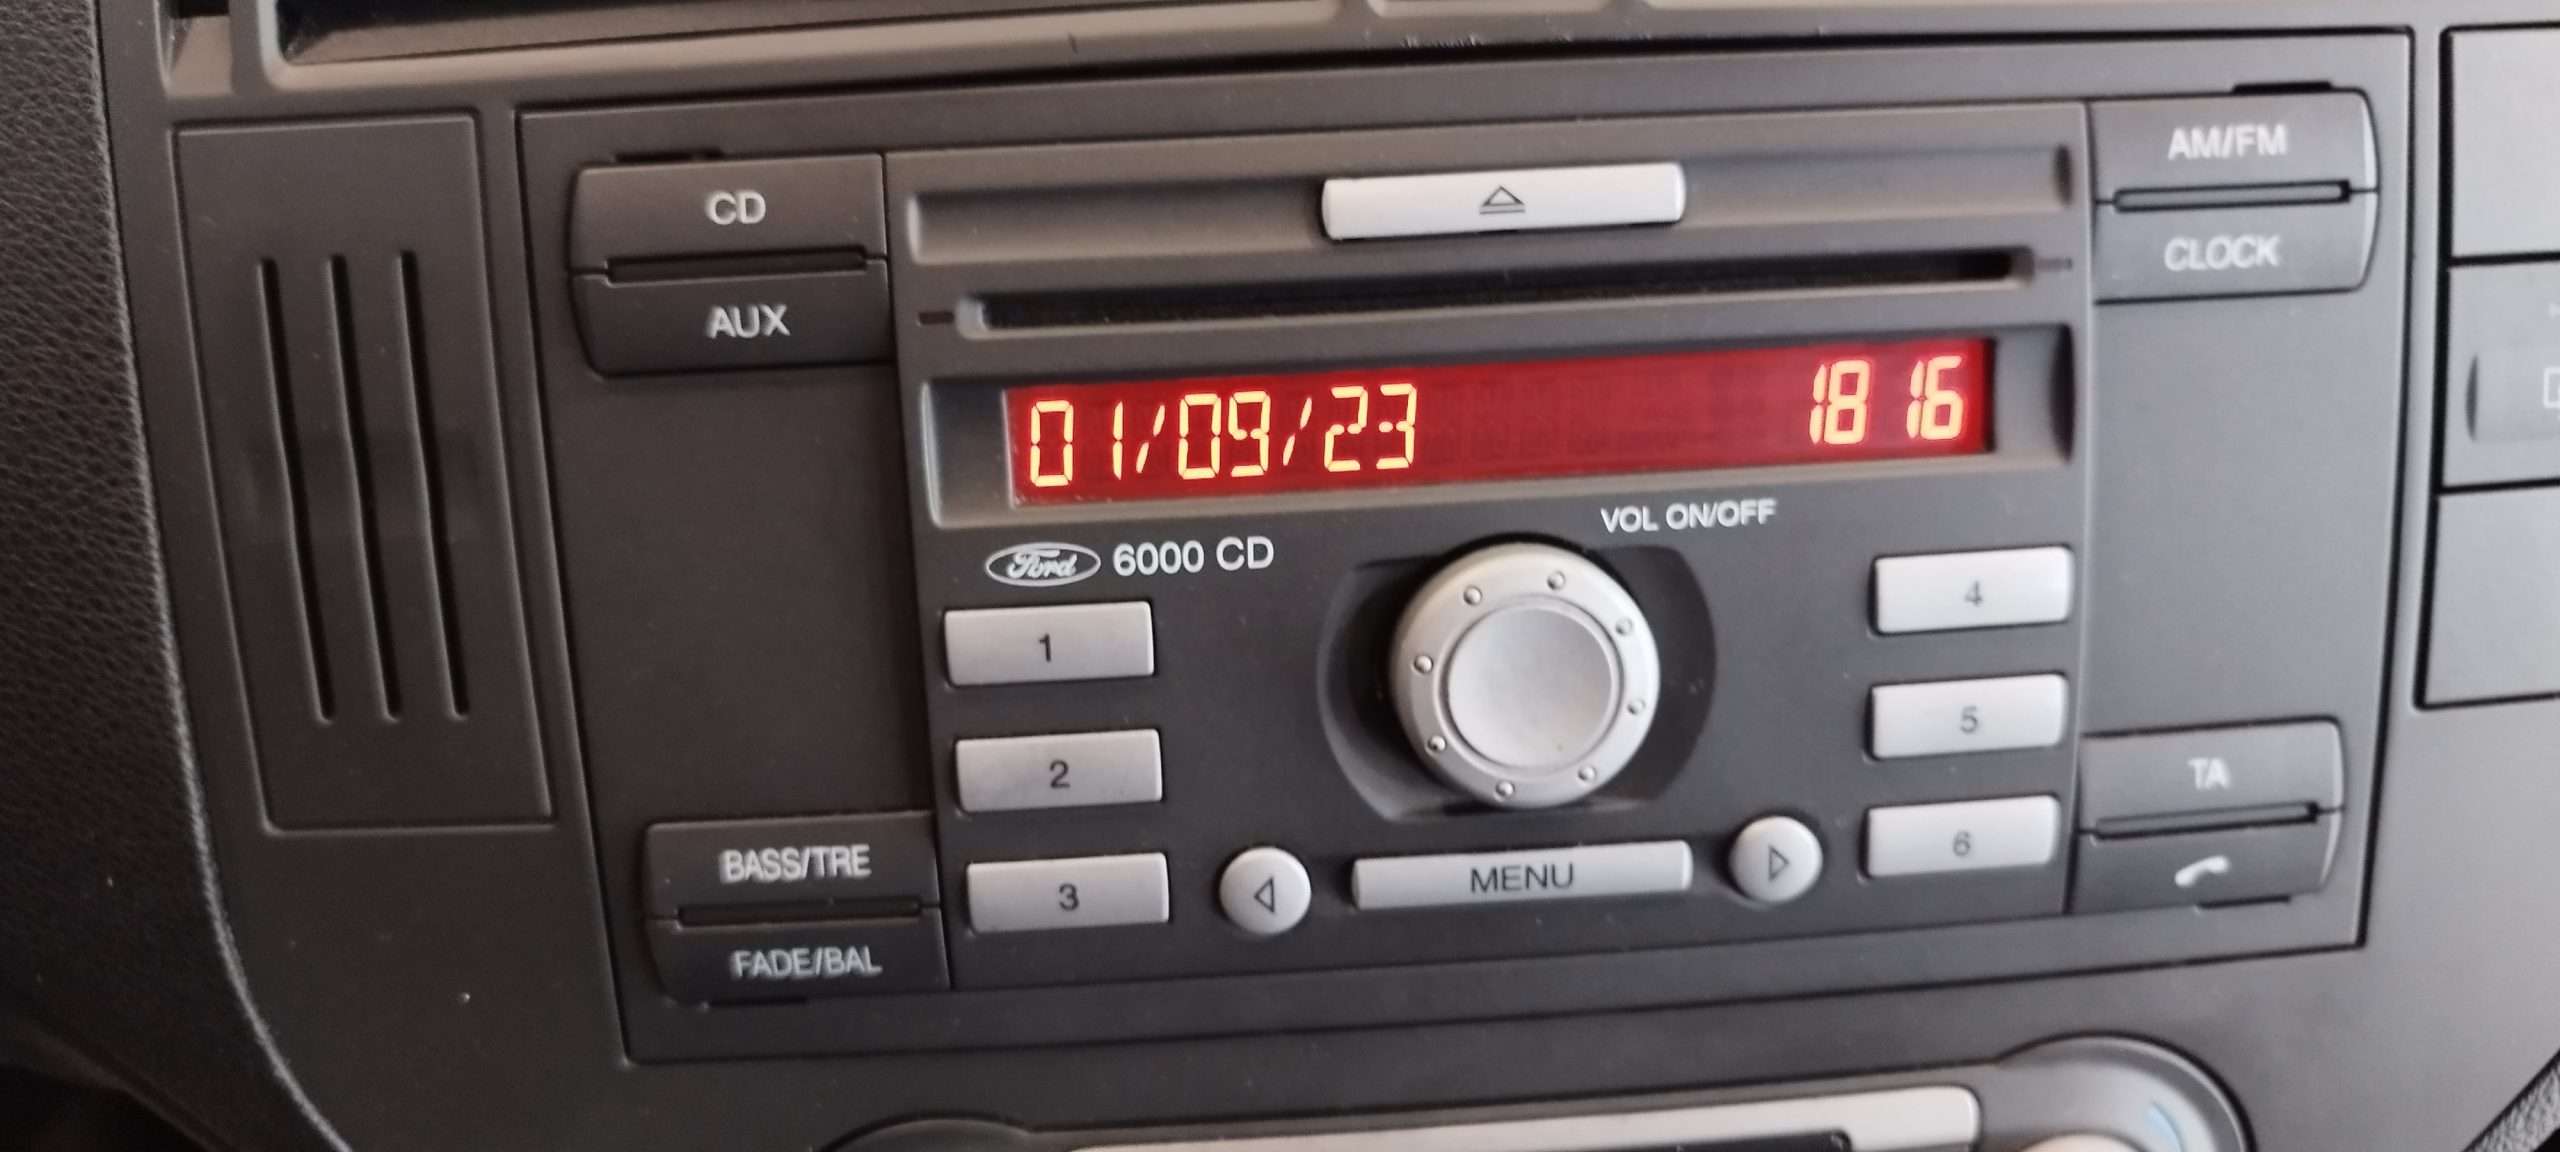 CD
AUX
AM/FM
CLOCK
01/09/23 18 16
VOL ON/OFF
Ford 6000 CD
1
2
3
4
5
6
MENU
BASS/TRE
FADE/BAL
TA